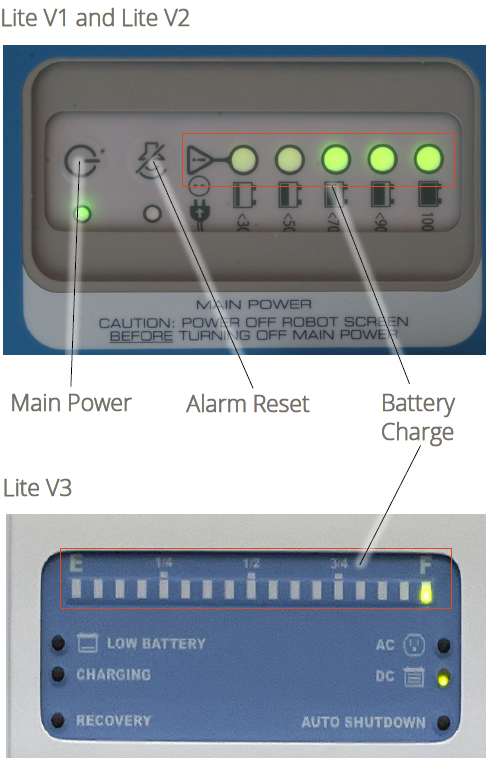 Lite V1 and Lite V2
<30
<50
<70
<90
100
MAIN POWER
CAUTION: POWER OFF ROBOT SCREEN
BEFORE TURNING OFF MAIN POWER
Main Power
Alarm Reset
Battery
Charge
Lite V3
E 1/4 1/2 3/4 F
LOW BATTERY AC
CHARGING DC
RECOVERY AUTO SHUTDOWN